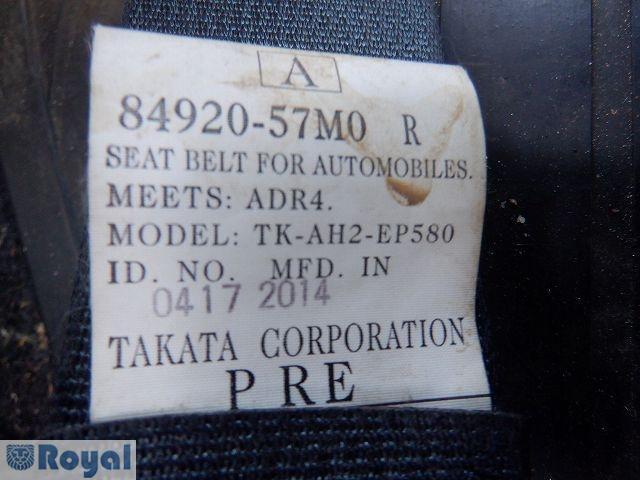 A
84920-57M0 R
SEAT BELT FOR AUTOMOBILES.
MEETS: ADR4.
MODEL: TK-AH2-EP580
ID. NO. MFD. IN
0417 2014
TAKATA CORPORATION
PRE
Royal